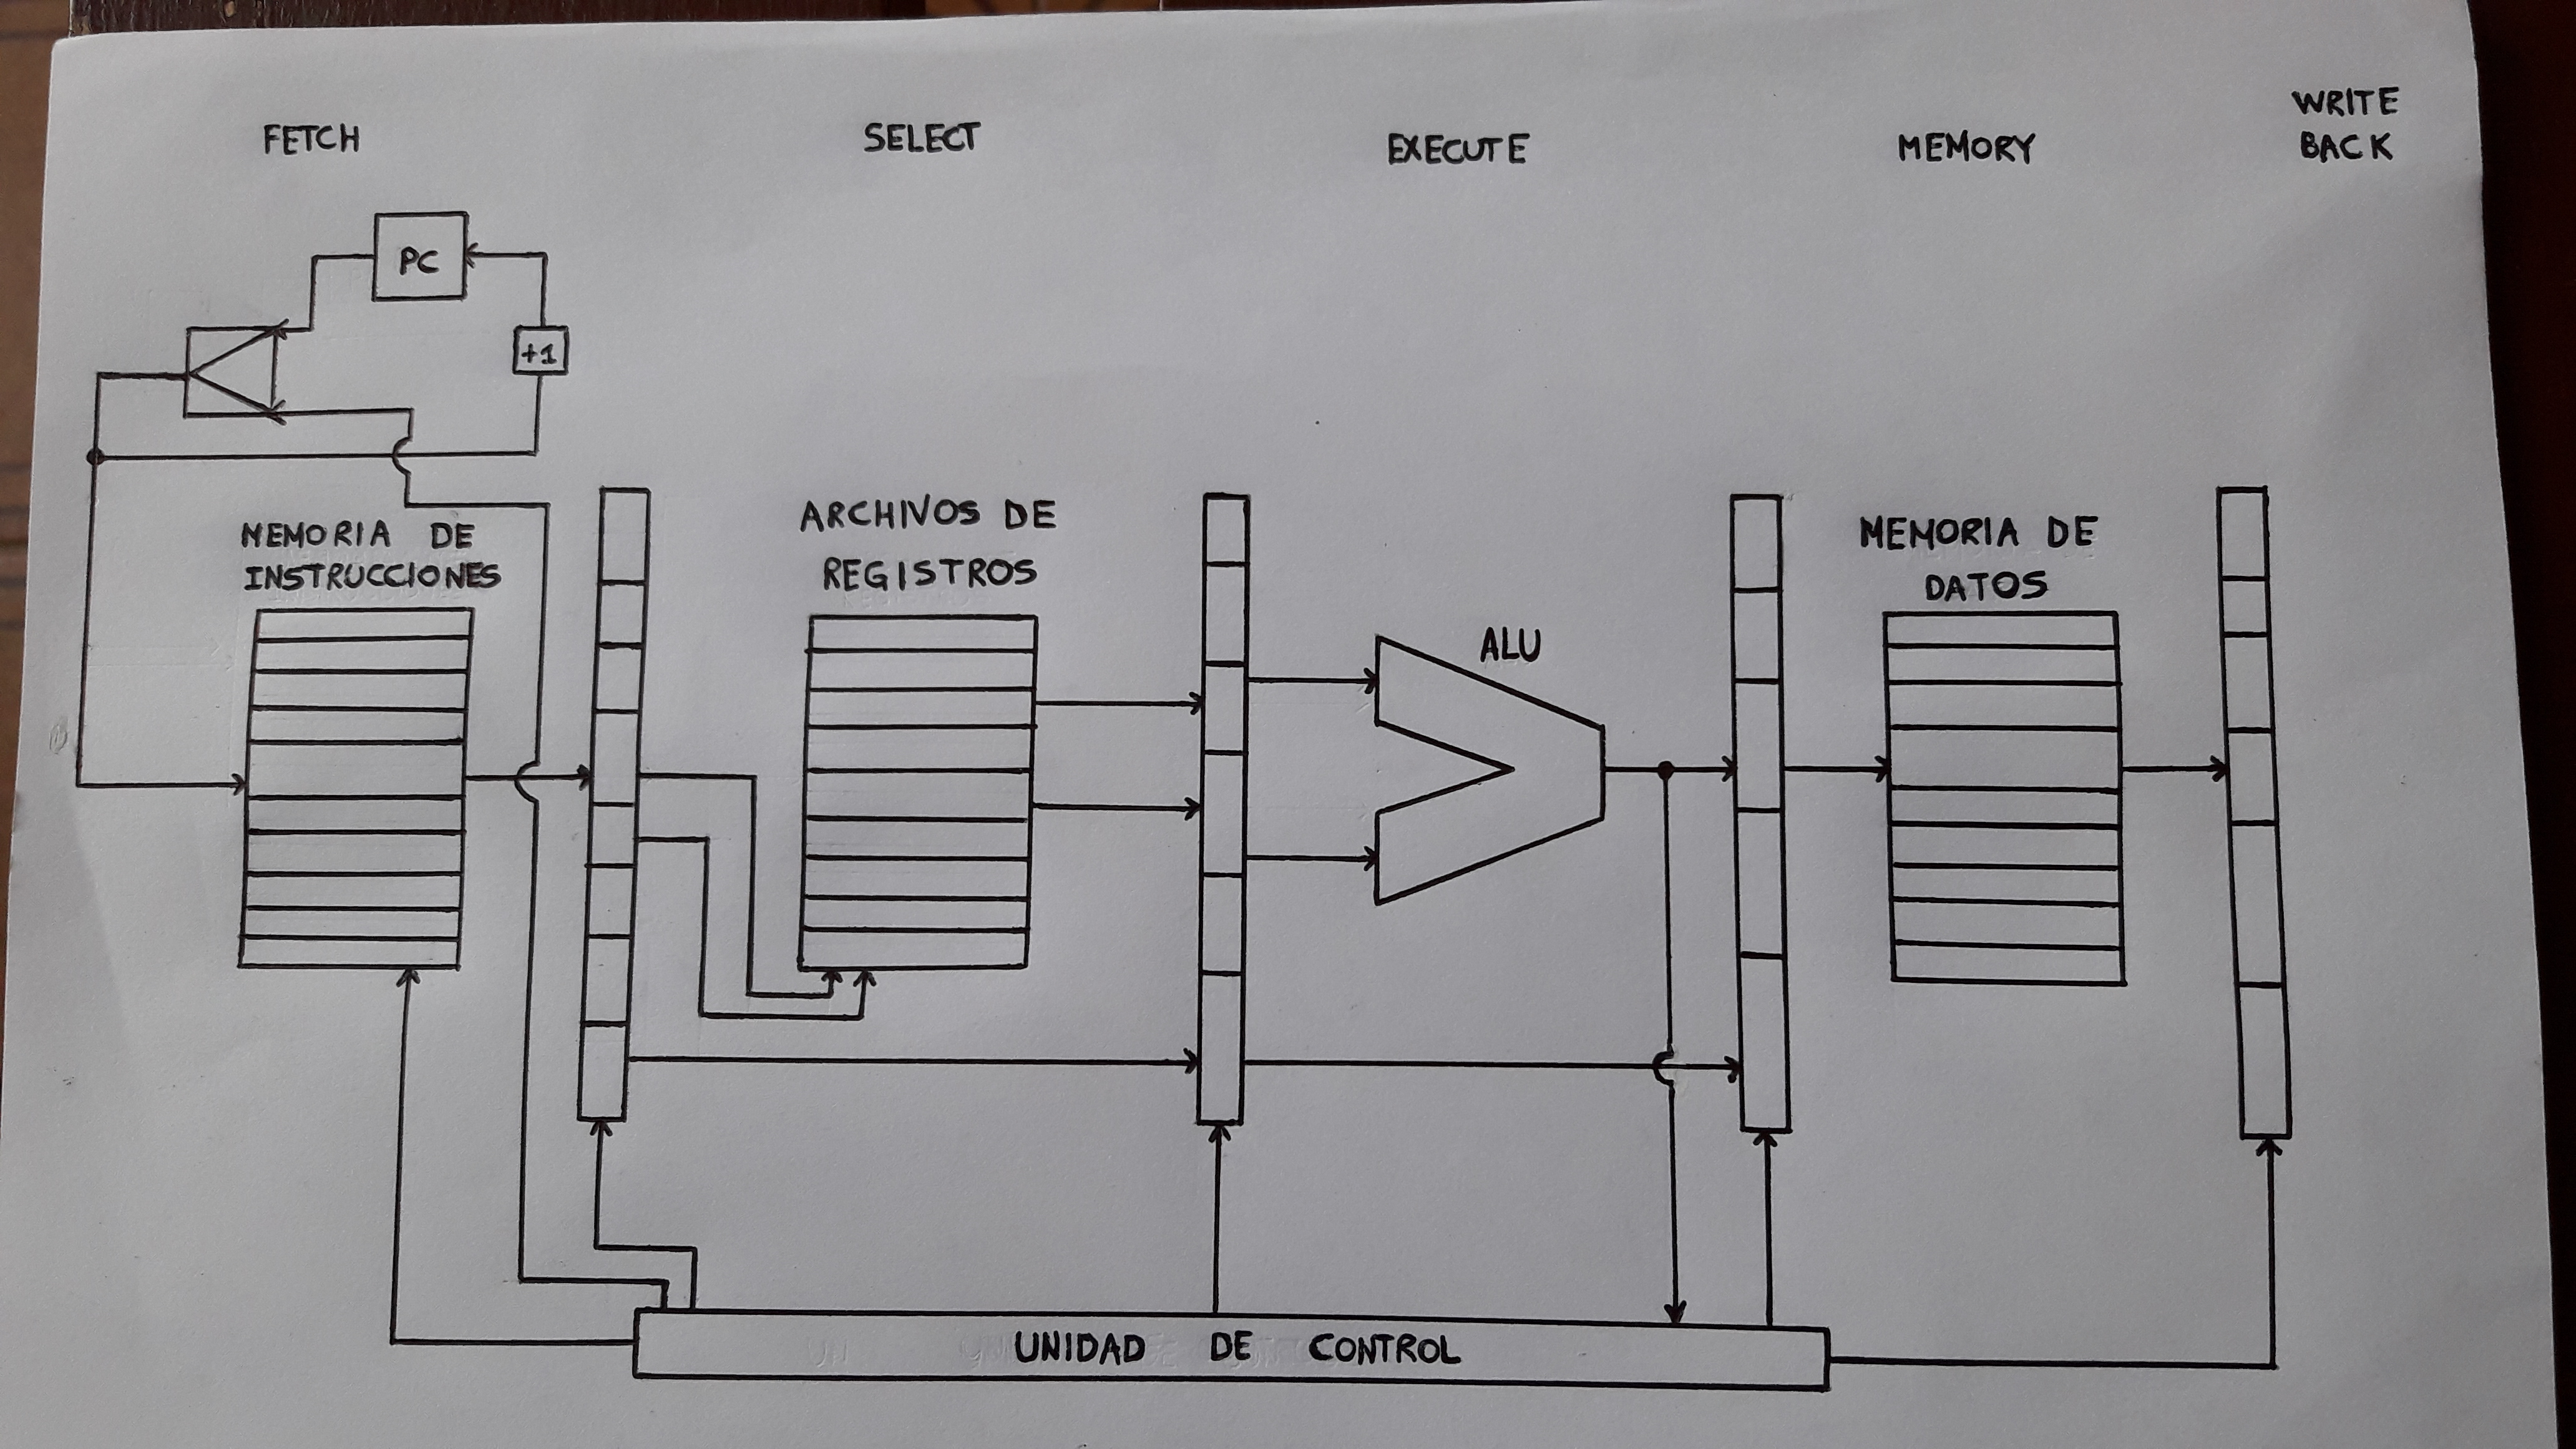 FETCH
SELECT
EXECUTE
MEMORY
WRITE
BACK
PC
+1
MEMORIA DE
INSTRUCCIONES
ARCHIVOS DE
REGISTROS
ALU
MEMORIA DE
DATOS
UNIDAD DE CONTROL